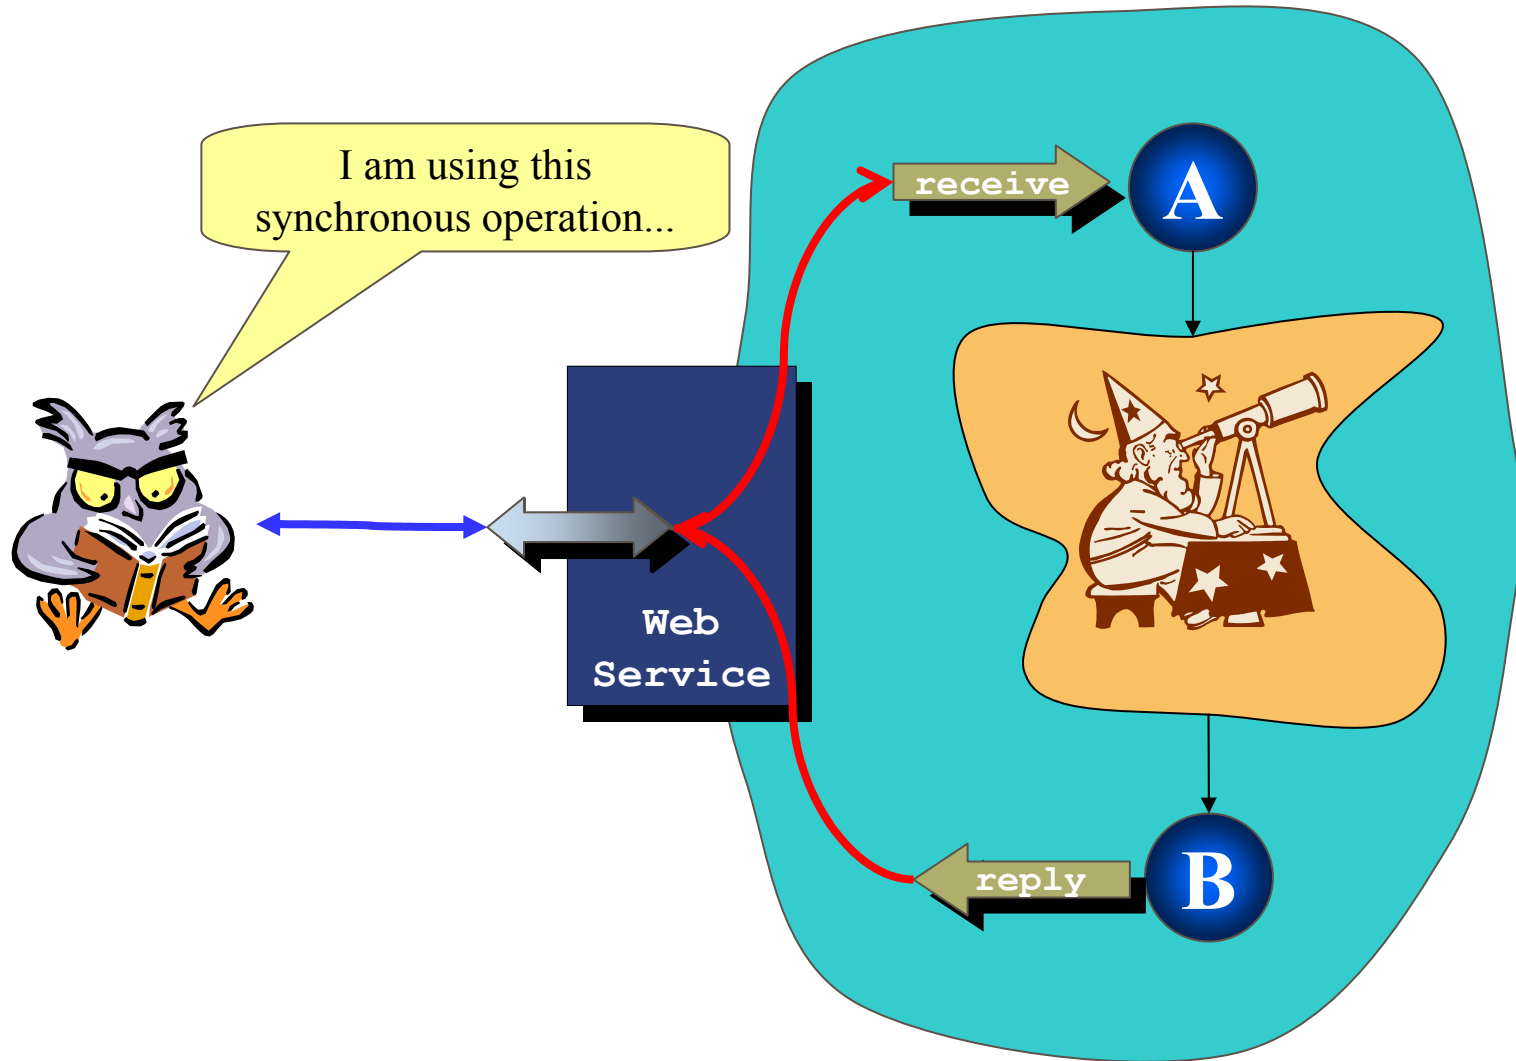 I am using this
synchronous operation...
receive
A
Web
Service
reply
B